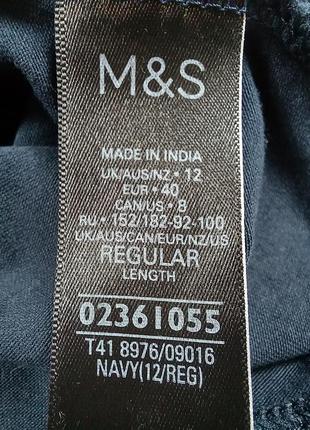 M&S
MADE IN INDIA
UK/AUS/NZ • 12
EUR • 40
CAN/US • 8
RU • 152/182-92-100
UK/AUS/CAN/EUR/NZ/US
REGULAR
LENGTH
02361055
T41 8976/09016
NAVY(12/REG)